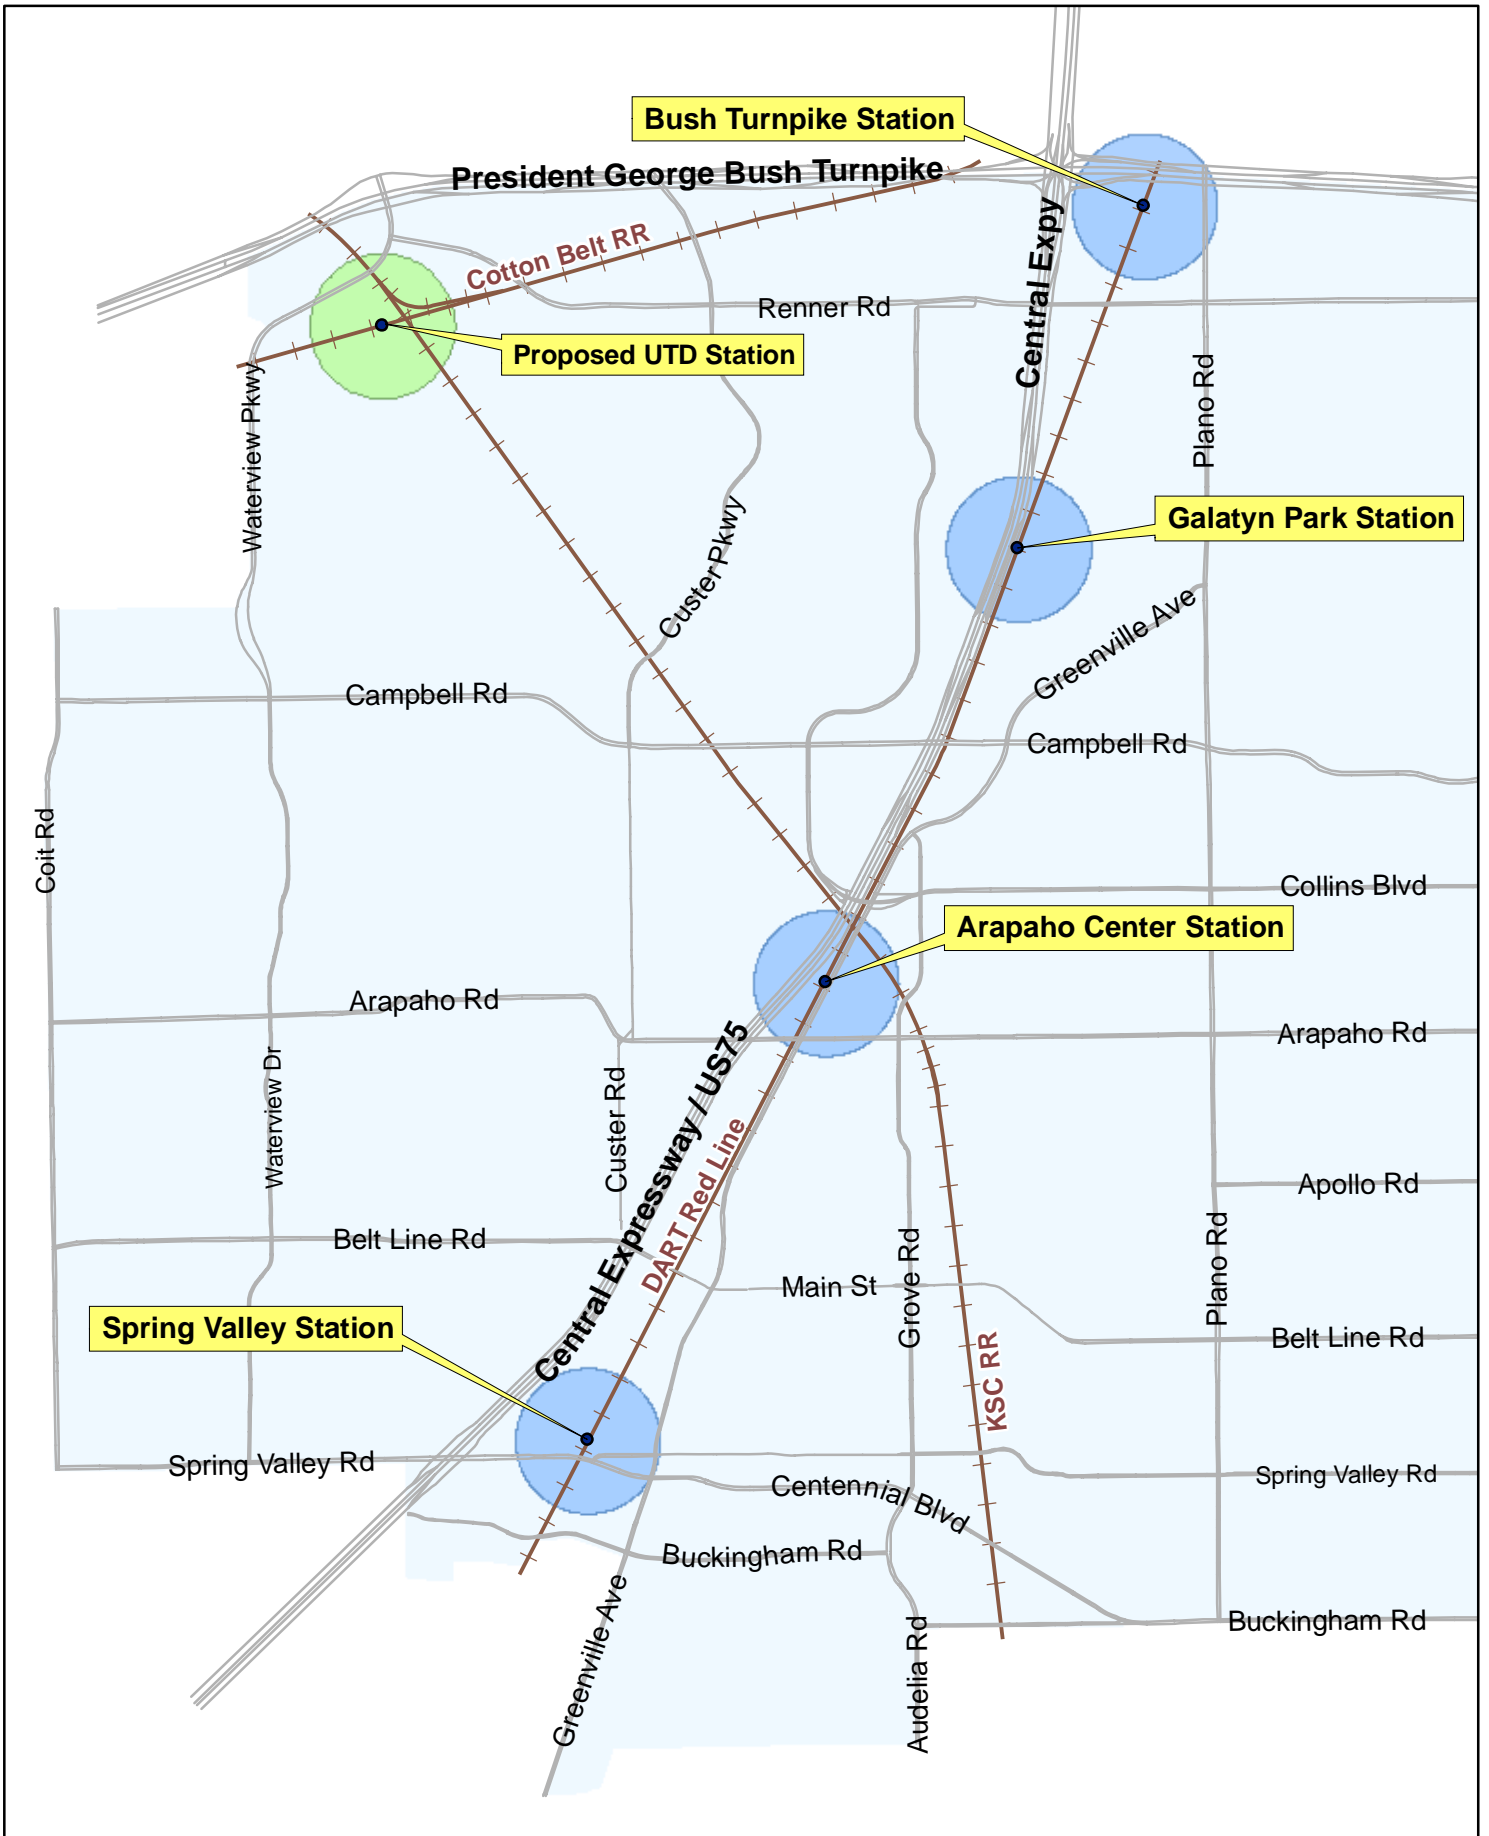 Bush Turnpike Station
President George Bush Turnpike
Cotton Belt RR
Central Expy
Renner Rd
Proposed UTD Station
Waterview Pkwy
Plano Rd
Custer Pkwy
Galatyn Park Station
Greenville Ave
Campbell Rd
Campbell Rd
Coit Rd
Collins Blvd
Arapaho Center Station
Arapaho Rd
Arapaho Rd
Waterview Dr
Custer Rd
Central Expressway / US75
DART Red Line
Apollo Rd
Belt Line Rd
Main St
Grove Rd
Plano Rd
Spring Valley Station
Belt Line Rd
KSC RR
Spring Valley Rd
Centennial Blvd
Spring Valley Rd
Buckingham Rd
Greenville Ave
Audelia Rd
Buckingham Rd